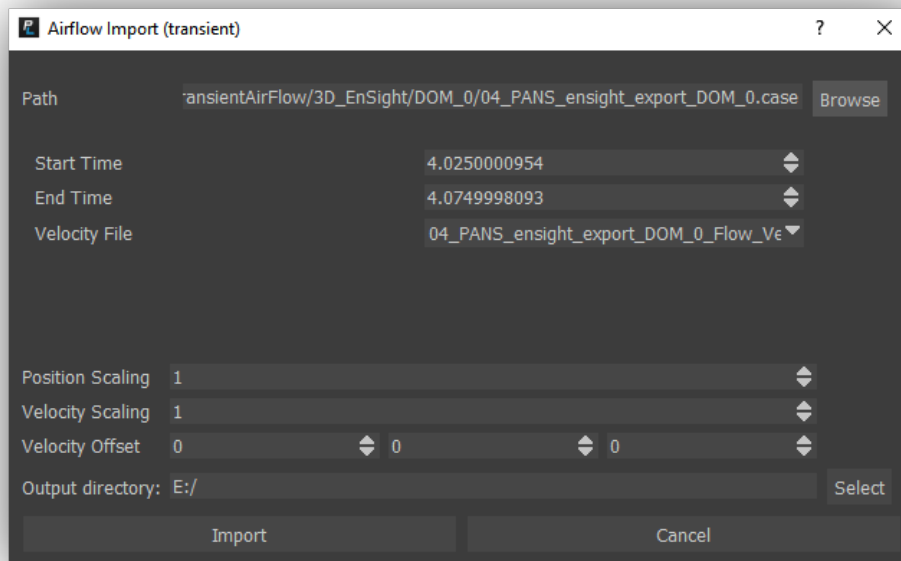 Airflow Import (transient) ?
Path ransientAirFlow/3D_EnSight/DOM_0/04_PANS_ensight_export_DOM_0.case Browse
Start Time 4.0250000954
End Time 4.0749998093
Velocity File 04_PANS_ensight_export_DOM_0_Flow_Ve
Position Scaling 1
Velocity Scaling 1
Velocity Offset 0 0 0
Output directory: E:/ Select
Import Cancel